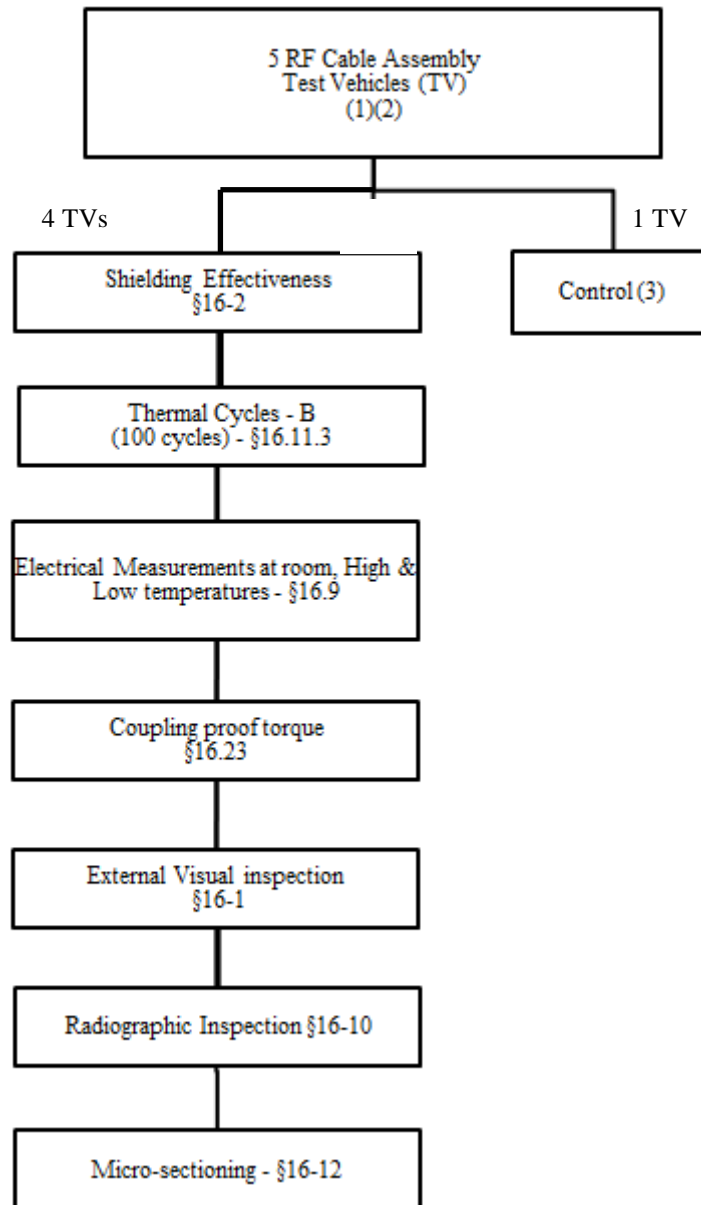 5 RF Cable Assembly
Test Vehicles (TV)
(1)(2)
4 TVs
1 TV
Shielding Effectiveness
§16-2
Control (3)
Thermal Cycles - B
(100 cycles) - §16.11.3
Electrical Measurements at room, High &
Low temperatures - §16.9
Coupling proof torque
§16.23
External Visual inspection
§16-1
Radiographic Inspection §16-10
Micro-sectioning - §16-12